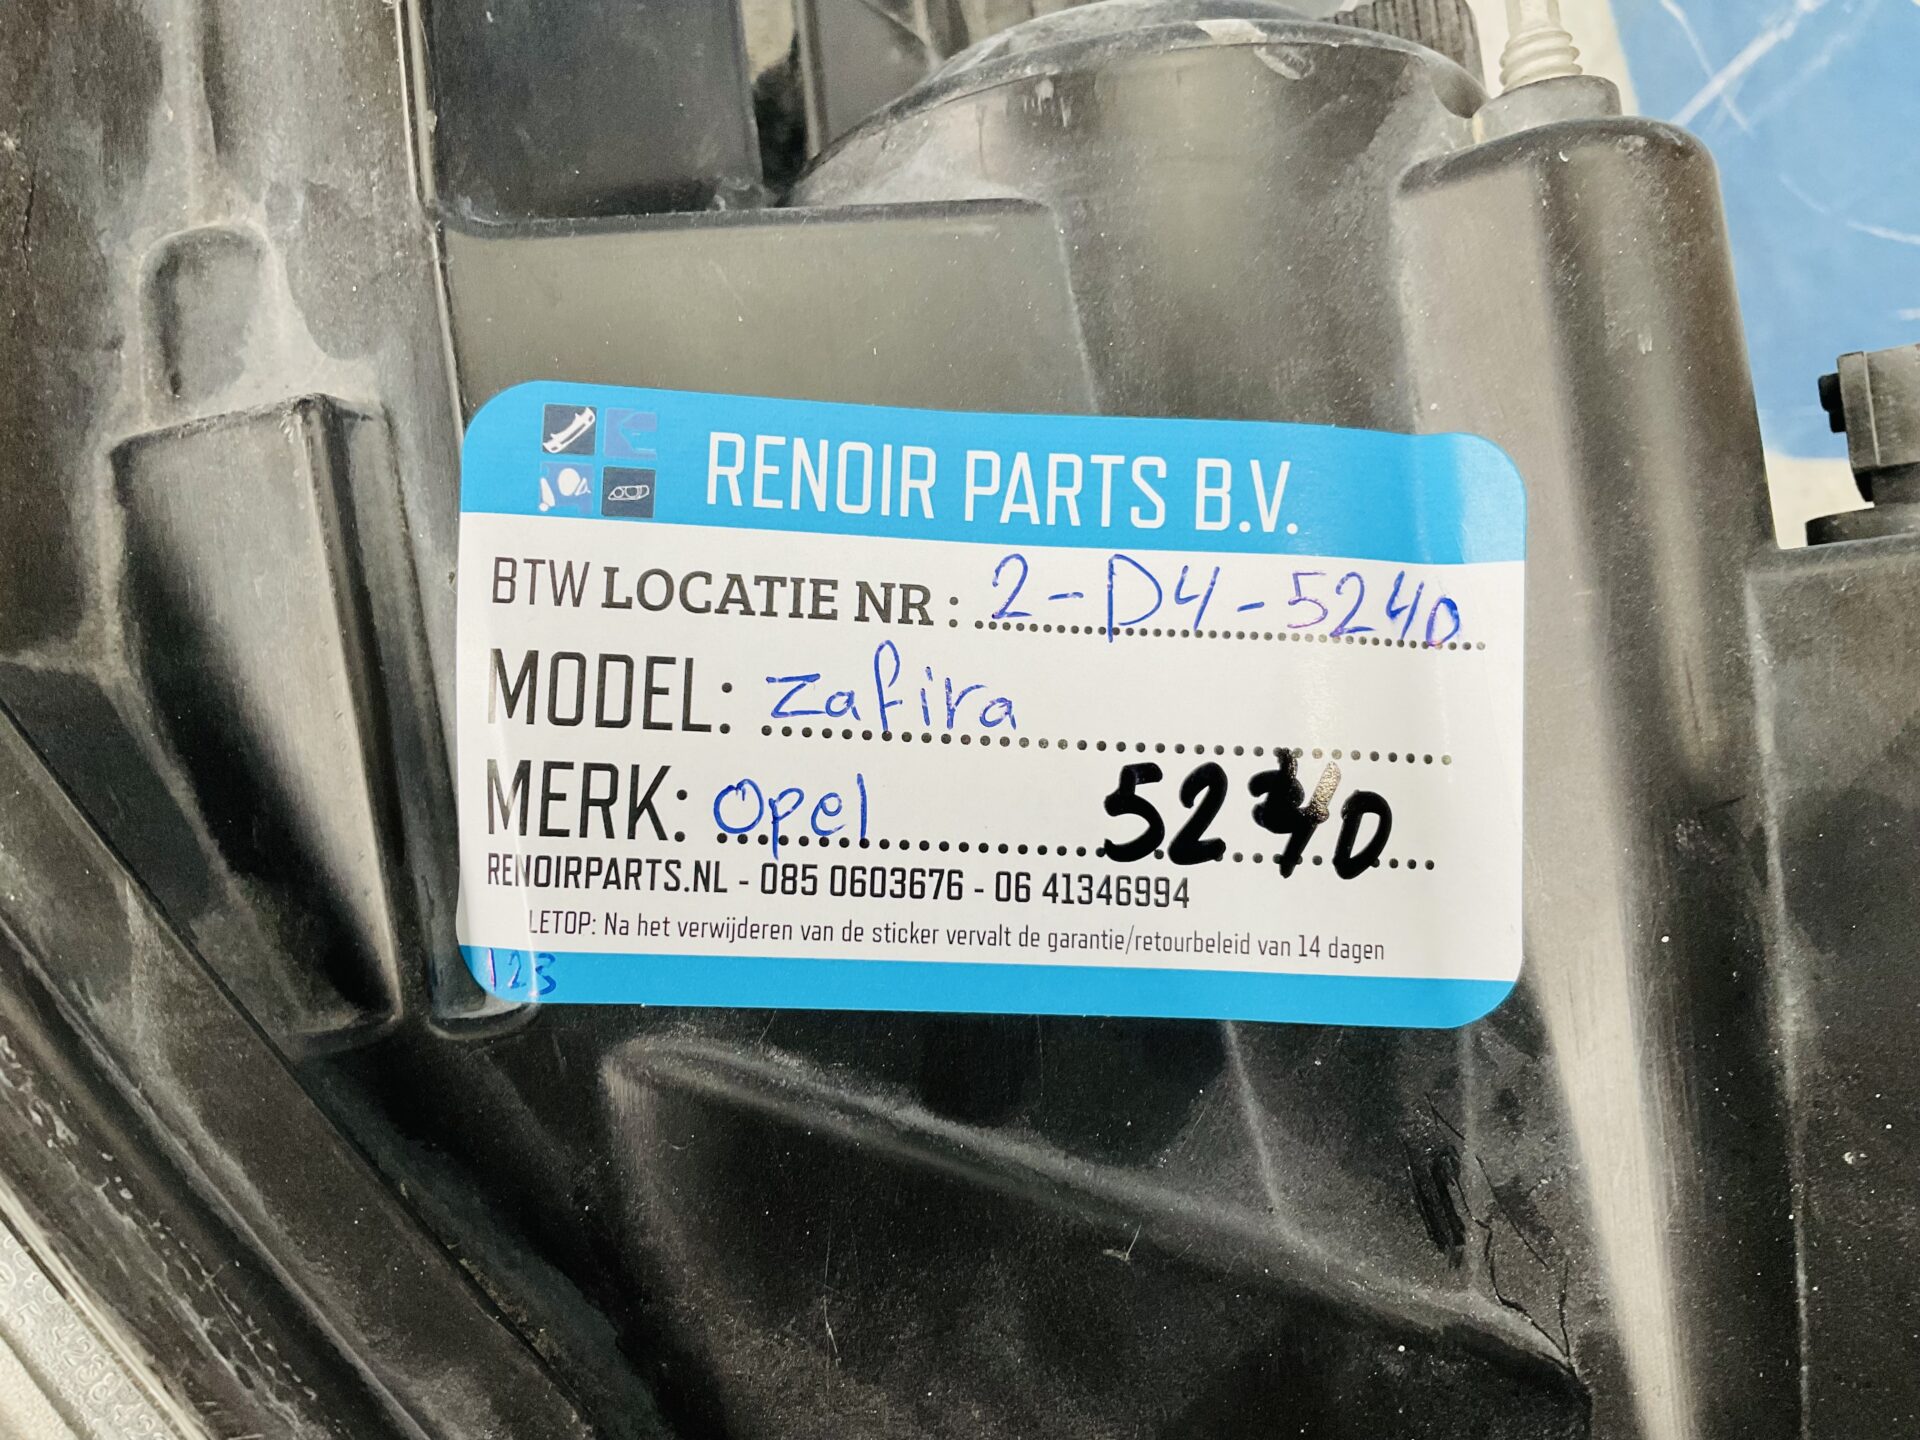 RENOIR PARTS B.V.
BTW LOCATIE NR : 2-D4-5240
MODEL: Zafira
MERK: Opel 5240
RENOIRPARTS.NL - 085 0603676 - 06 41346994
LETOP: Na het verwijderen van de sticker vervalt de garantie/retourbeleid van 14 dagen
123